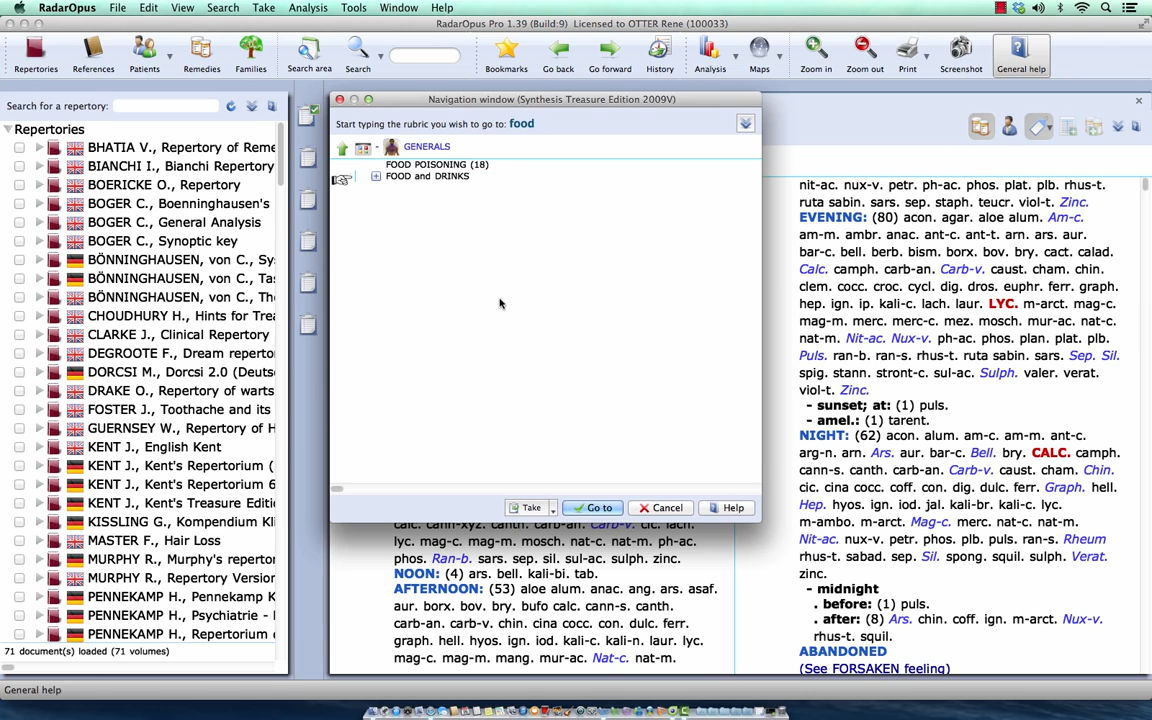 RadarOpus File Edit View Search Take Analysis Tools Window Help
RadarOpus Pro 1.39 (Build:9) Licensed to OTTER Rene (100033)
Repertories References Patients Remedies Families Search area Search Bookmarks Go back Go forward History Analysis Maps Zoom in Zoom out Print Screenshot General help
Search for a repertory:
Repertories
BHATIA V., Repertory of Reme
BIANCHI I., Bianchi Repertory
BOERICKE O., Repertory
BOGER C., Boenninghausen's
BOGER C., General Analysis
BOGER C., Synoptic key
BÖNNINGHAUSEN, von C., Sy
BÖNNINGHAUSEN, von C., Tas
BÖNNINGHAUSEN, von C., The
CHOUDHURY H., Hints for Trea
CLARKE J., Clinical Repertory
DEGROOTE F., Dream reperto
DORCSI M., Dorcsi 2.0 (Deuts
DRAKE O., Repertory of warts
FOSTER J., Toothache and its
GUERNSEY W., Repertory of H
KENT J., English Kent
KENT J., Kent's Repertorium (
KENT J., Kent's Repertorium 6
KENT J., Kent's Treasure Editi
KISSLING G., Kompendium Kli
MASTER F., Hair Loss
MURPHY R., Murphy's repertor
MURPHY R., Repertory Version
PENNEKAMP H., Pennekamp K
PENNEKAMP H., Psychiatrie -
PENNEKAMP H., Repertorium
71 document(s) loaded (71 volumes)
General help
Navigation window (Synthesis Treasure Edition 2009V)
Start typing the rubric you wish to go to: food
GENERALS
FOOD POISONING (18)
FOOD and DRINKS
Take Go to Cancel Help
lyc. mag-c. mag-m. mosch. nat-c. nat-m. ph-ac.
phos. Ran-b. sars. sep. sil. sul-ac. sulph. zinc.
NOON: (4) ars. bell. kali-bi. tab.
AFTERNOON: (53) aloe alum. anac. ang. ars. asaf.
aur. borx. bov. bry. bufo calc. cann-s. canth.
carb-an. carb-v. chin. cina cocc. con. dulc. ferr.
graph. hell. hyos. ign. iod. kali-c. kali-n. laur. lyc.
mag-c. mag-m. mang. mur-ac. Nat-c. nat-m.
nit-ac. nux-v. petr. ph-ac. phos. plat. plb. rhus-t.
ruta sabin. sars. sep. staph. teucr. viol-t. Zinc.
EVENING: (80) acon. agar. aloe alum. Am-c.
am-m. ambr. anac. ant-c. ant-t. arn. ars. aur.
bar-c. bell. berb. bism. borx. bov. bry. cact. calad.
Calc. camph. carb-an. Carb-v. caust. cham. chin.
clem. cocc. croc. cycl. dig. dros. euphr. ferr. graph.
hep. ign. ip. kali-c. lach. laur. LYC. m-arct. mag-c.
mag-m. merc. merc-c. mez. mosch. mur-ac. nat-c.
nat-m. Nit-ac. Nux-v. ph-ac. phos. plan. plat. plb.
Puls. ran-b. ran-s. rhus-t. ruta sabin. sars. Sep. Sil.
spig. stann. stront-c. sul-ac. Sulph. valer. verat.
viol-t. Zinc.
- sunset; at: (1) puls.
- amel.: (1) tarent.
NIGHT: (62) acon. alum. am-c. am-m. ant-c.
arg-n. arn. Ars. aur. bar-c. Bell. bry. CALC. camph.
cann-s. canth. carb-an. Carb-v. caust. cham. Chin.
cic. cina cocc. coff. con. dig. dulc. ferr. Graph. hell.
Hep. hyos. ign. iod. jal. kali-br. kali-c. kali-n. lyc.
m-ambo. m-arct. Mag-c. merc. nat-c. nat-m.
Nit-ac. nux-v. petr. ph-ac. phos. plb. puls. ran-s. Rheum
rhus-t. sabad. sep. Sil. spong. squil. sulph. Verat.
zinc.
- midnight
. before: (1) puls.
. after: (8) Ars. chin. coff. ign. m-arct. Nux-v.
rhus-t. squil.
ABANDONED
(See FORSAKEN feeling)